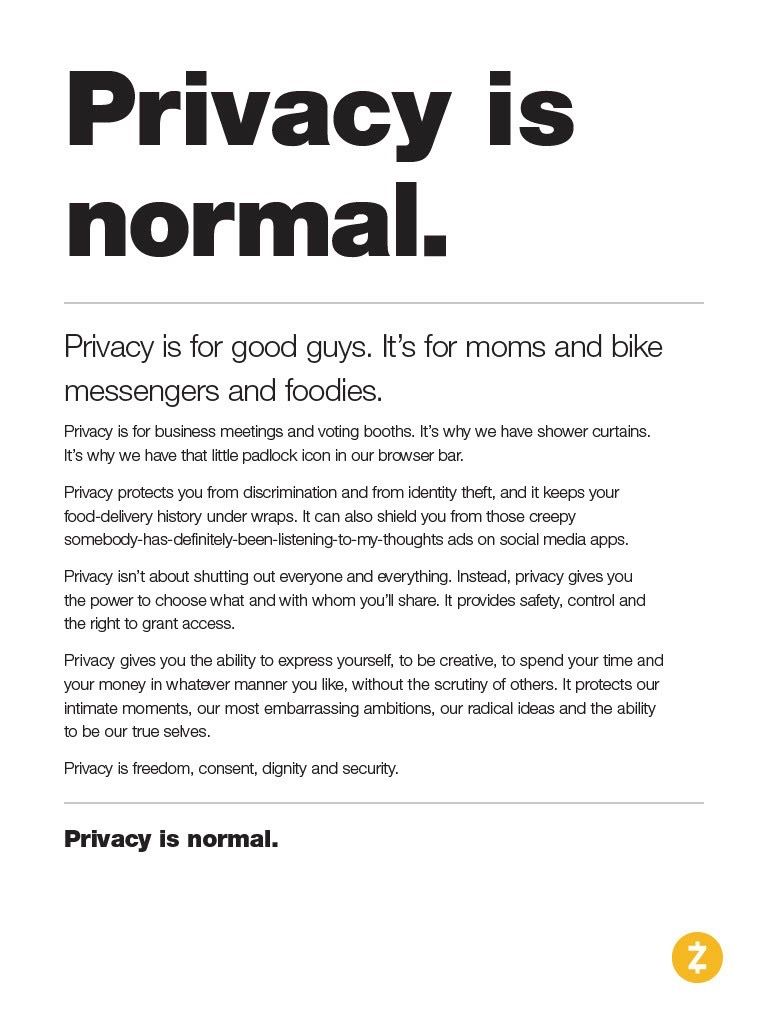 Privacy is
normal.
Privacy is for good guys. It’s for moms and bike
messengers and foodies.
Privacy is for business meetings and voting booths. It’s why we have shower curtains.
It’s why we have that little padlock icon in our browser bar.
Privacy protects you from discrimination and from identity theft, and it keeps your
food-delivery history under wraps. It can also shield you from those creepy
somebody-has-definitely-been-listening-to-my-thoughts ads on social media apps.
Privacy isn’t about shutting out everyone and everything. Instead, privacy gives you
the power to choose what and with whom you’ll share. It provides safety, control and
the right to grant access.
Privacy gives you the ability to express yourself, to be creative, to spend your time and
your money in whatever manner you like, without the scrutiny of others. It protects our
intimate moments, our most embarrassing ambitions, our radical ideas and the ability
to be our true selves.
Privacy is freedom, consent, dignity and security.
Privacy is normal.